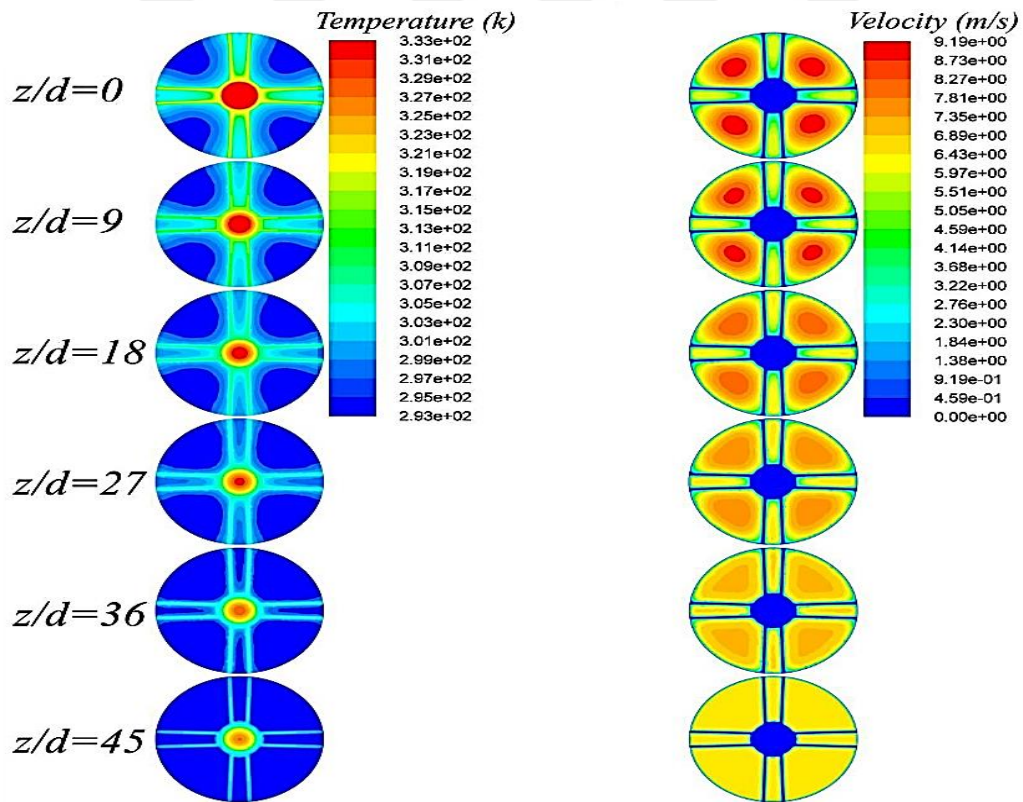 Temperature (k)
3.33e+02
3.31e+02
3.29e+02
3.27e+02
3.25e+02
3.23e+02
3.21e+02
3.19e+02
3.17e+02
3.15e+02
3.13e+02
3.11e+02
3.09e+02
3.07e+02
3.05e+02
3.03e+02
3.01e+02
2.99e+02
2.97e+02
2.95e+02
2.93e+02
Velocity (m/s)
9.19e+00
8.73e+00
8.27e+00
7.81e+00
7.35e+00
6.89e+00
6.43e+00
5.97e+00
5.51e+00
5.05e+00
4.59e+00
4.14e+00
3.68e+00
3.22e+00
2.76e+00
2.30e+00
1.84e+00
1.38e+00
9.19e-01
4.59e-01
0.00e+00
z/d=0
z/d=9
z/d=18
z/d=27
z/d=36
z/d=45